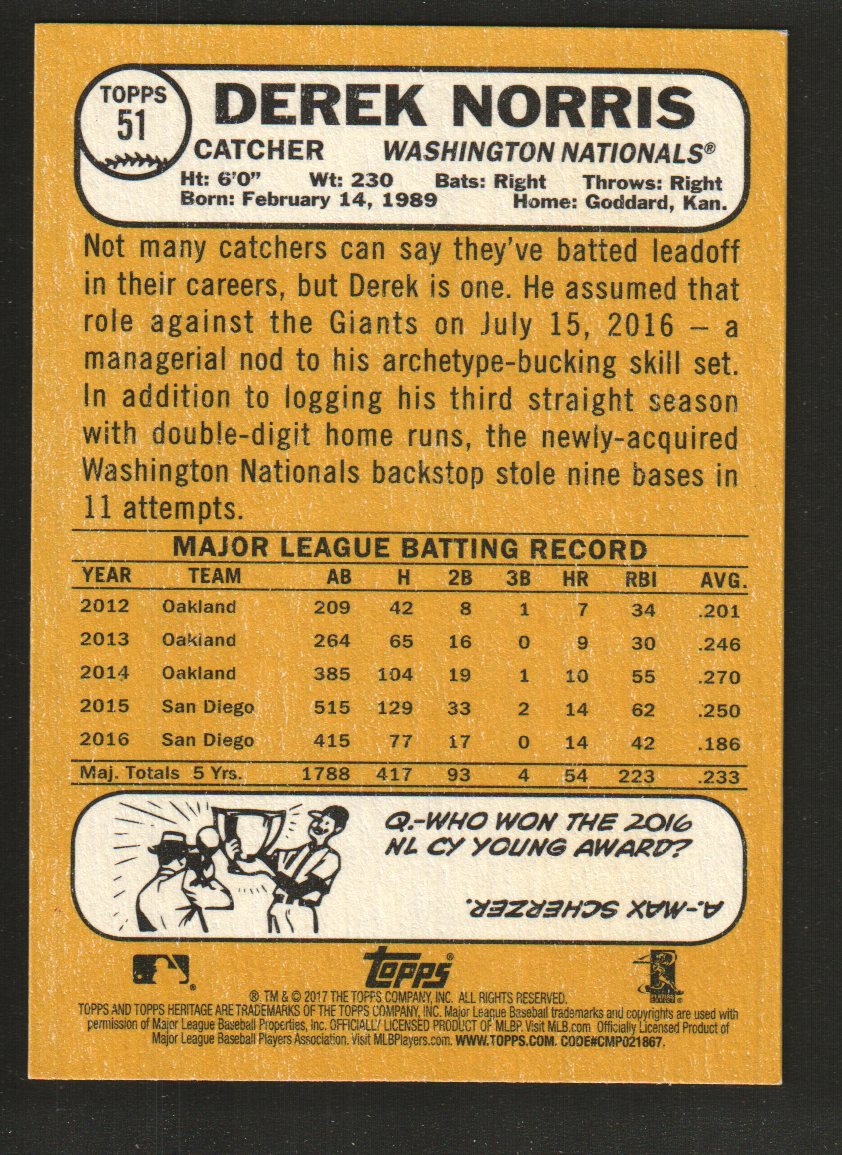 TOPPS
51
DEREK NORRIS
CATCHER WASHINGTON NATIONALS®
Ht: 6'0" Wt: 230 Bats: Right Throws: Right
Born: February 14, 1989 Home: Goddard, Kan.
Not many catchers can say they've batted leadoff
in their careers, but Derek is one. He assumed that
role against the Giants on July 15, 2016 – a
managerial nod to his archetype-bucking skill set.
In addition to logging his third straight season
with double-digit home runs, the newly-acquired
Washington Nationals backstop stole nine bases in
11 attempts.
MAJOR LEAGUE BATTING RECORD
YEAR TEAM AB H 2B 3B HR RBI AVG.
2012 Oakland 209 42 8 1 7 34 .201
2013 Oakland 264 65 16 0 9 30 .246
2014 Oakland 385 104 19 1 10 55 .270
2015 San Diego 515 129 33 2 14 62 .250
2016 San Diego 415 77 17 0 14 42 .186
Maj. Totals 5 Yrs. 1788 417 93 4 54 223 .233
Q.-WHO WON THE 2016
NL CY YOUNG AWARD?
A.-MAX SCHERZER.
TOPPS®
® TM & © 2017 THE TOPPS COMPANY, INC. ALL RIGHTS RESERVED.
TOPPS AND TOPPS HERITAGE ARE TRADEMARKS OF THE TOPPS COMPANY, INC. Major League Baseball trademarks and copyrights are used with
permission of Major League Baseball Properties, Inc. OFFICIALLY LICENSED PRODUCT OF MLBP. Visit MLB.com Officially Licensed Product of
Major League Baseball Players Association. Visit MLBPlayers.com. WWW.TOPPS.COM. CODE#CMP021867.